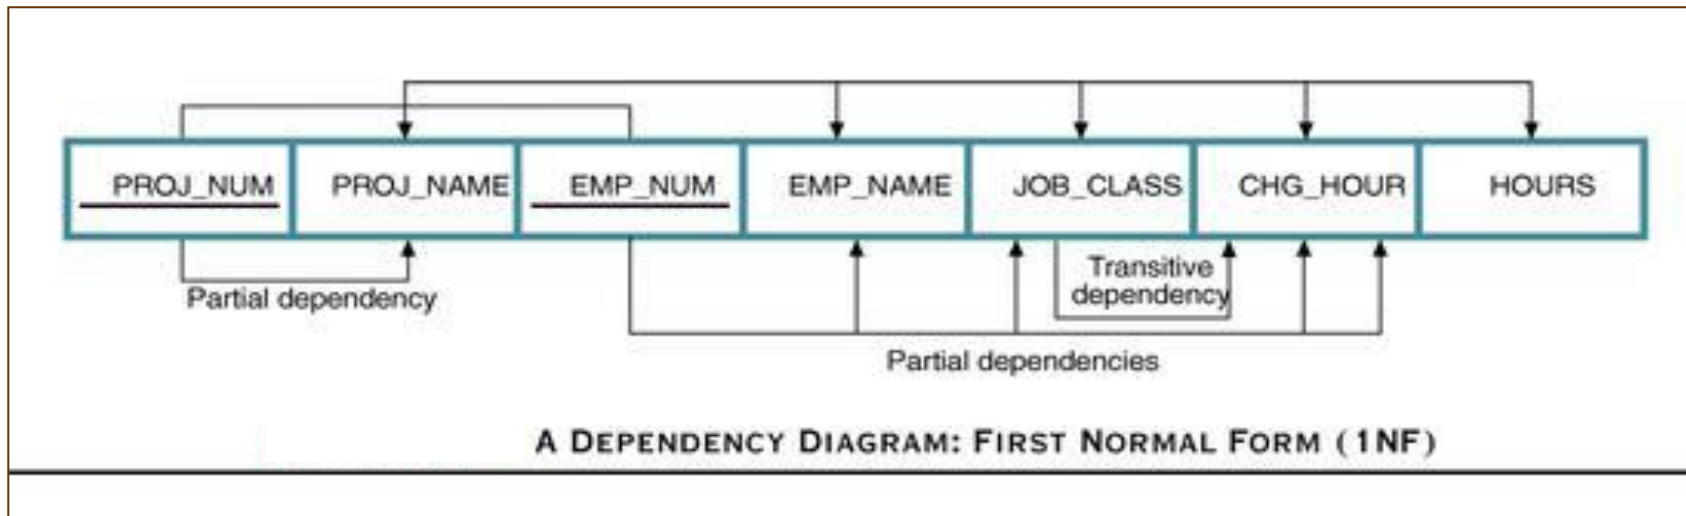 PROJ_NUM PROJ_NAME EMP_NUM EMP_NAME JOB_CLASS CHG_HOUR HOURS
Partial dependency
Transitive
dependency
Partial dependencies
A DEPENDENCY DIAGRAM: FIRST NORMAL FORM (1NF)